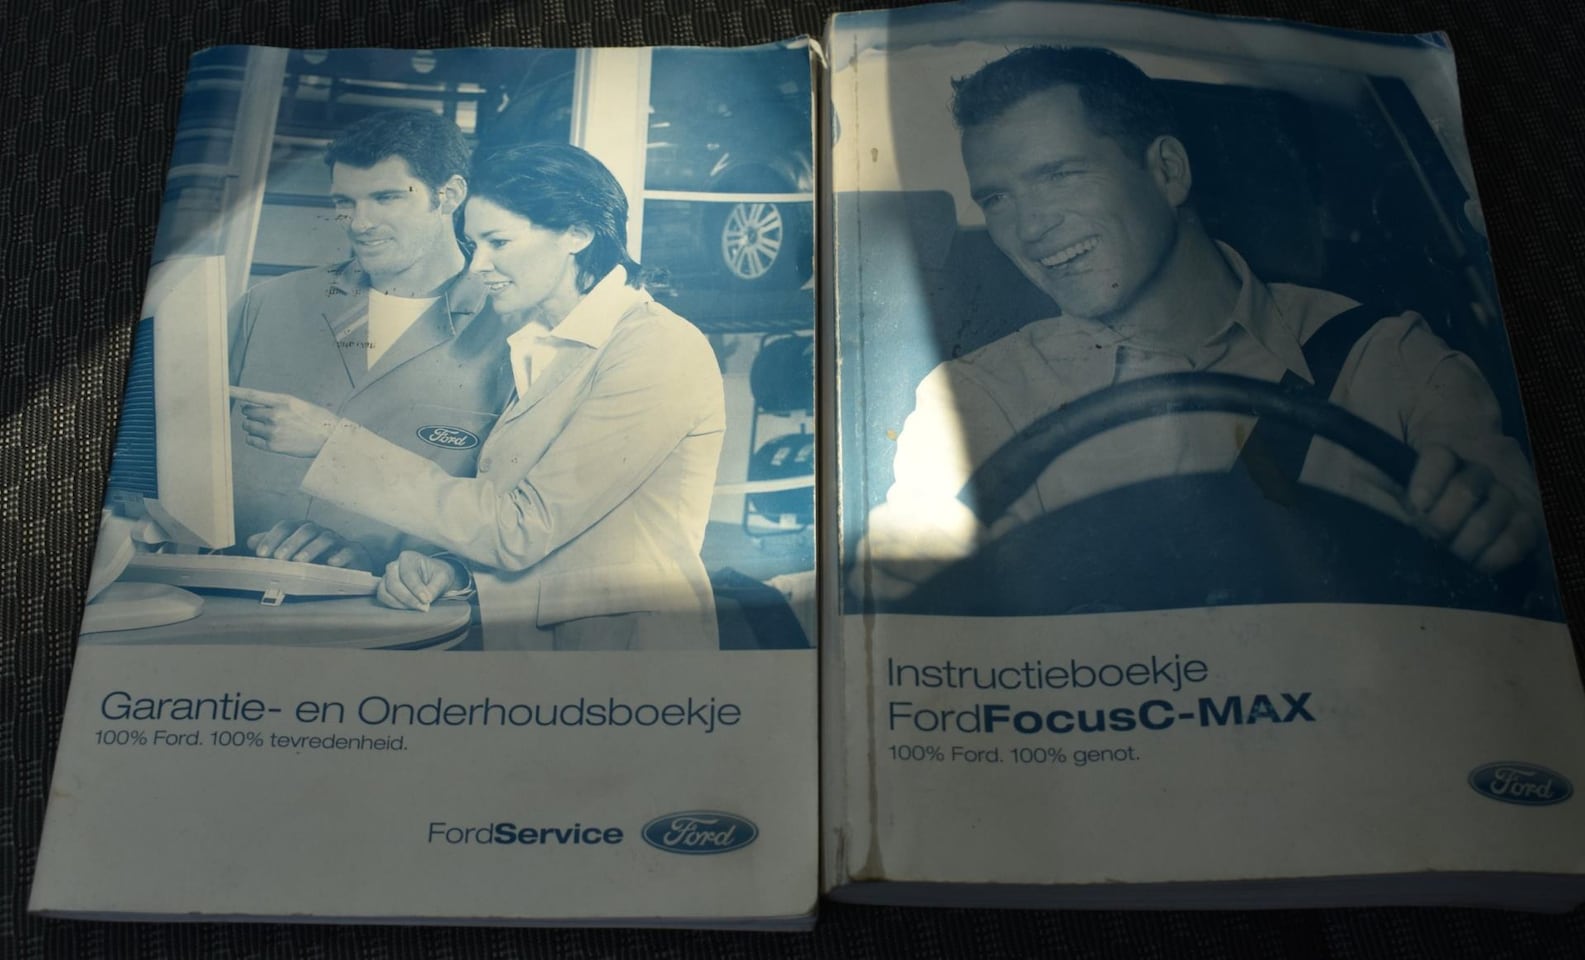 Ford
Garantie- en Onderhoudsboekje
100% Ford. 100% tevredenheid.
FordService
Ford
Instructieboekje
FordFocusC-MAX
100% Ford. 100% genot.
Ford